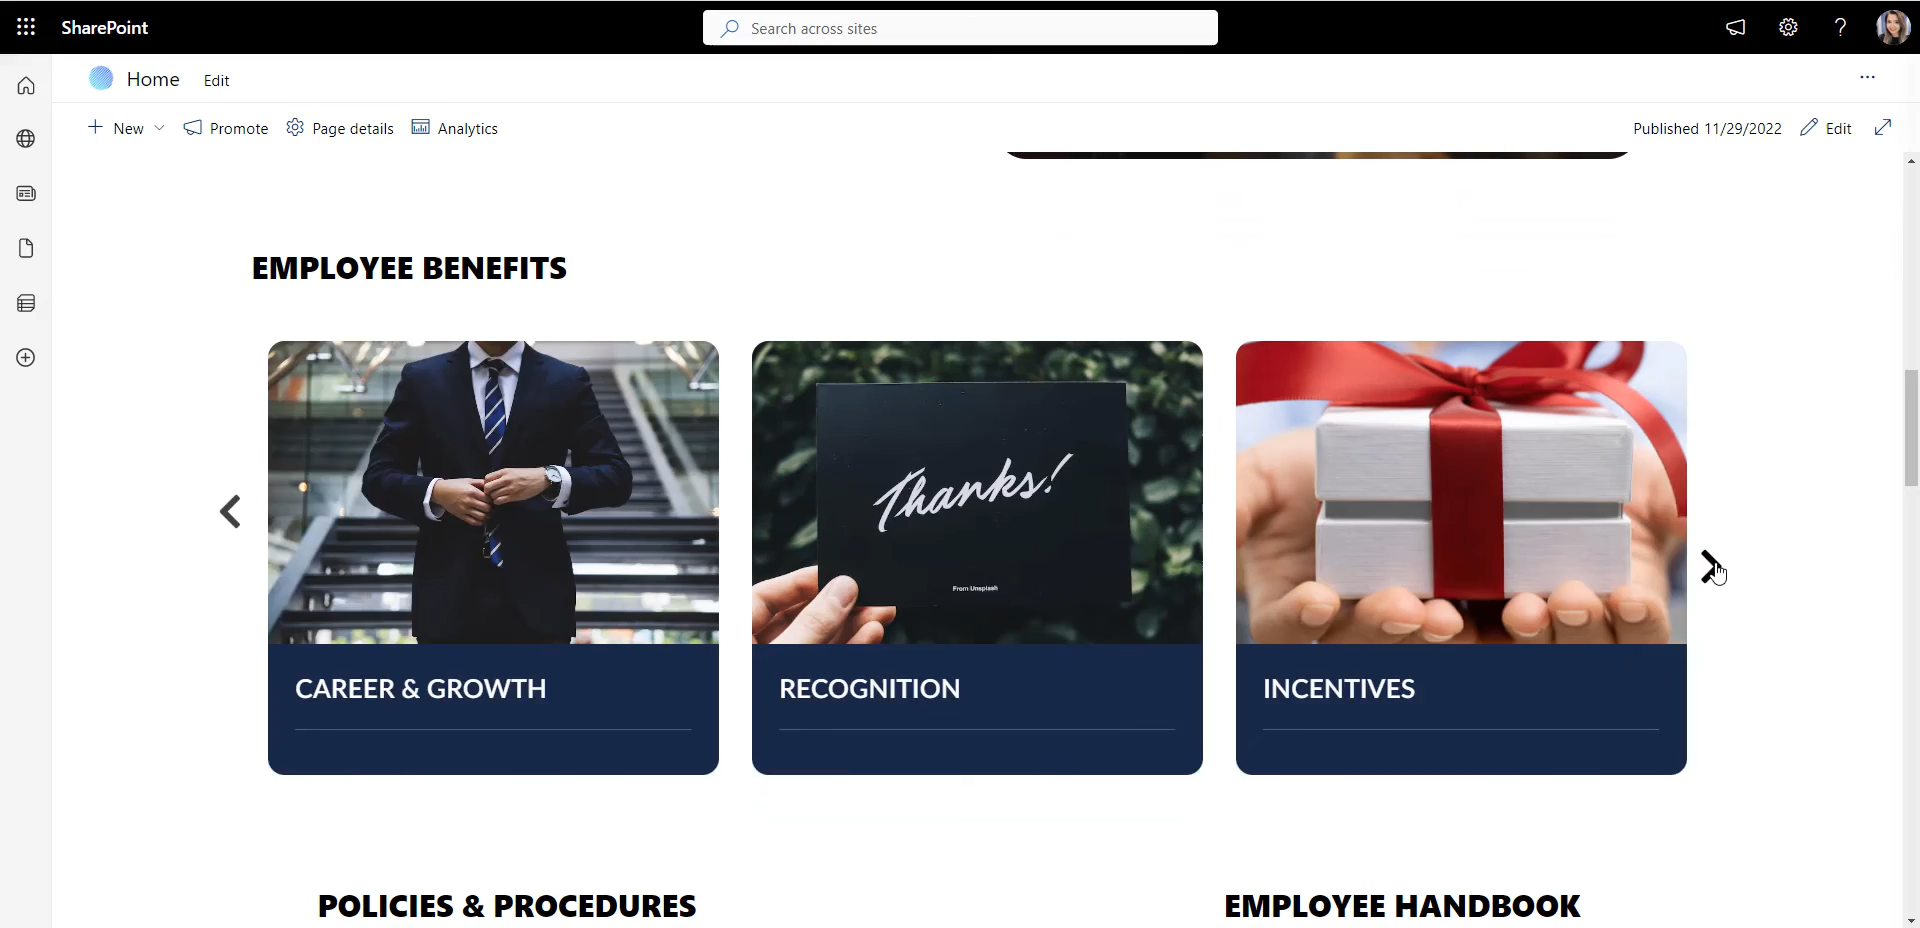 SharePoint
Search across sites
Home Edit
New Promote Page details Analytics
Published 11/29/2022 Edit
EMPLOYEE BENEFITS
Thanks!
From Unsplash
CAREER & GROWTH
RECOGNITION
INCENTIVES
POLICIES & PROCEDURES
EMPLOYEE HANDBOOK